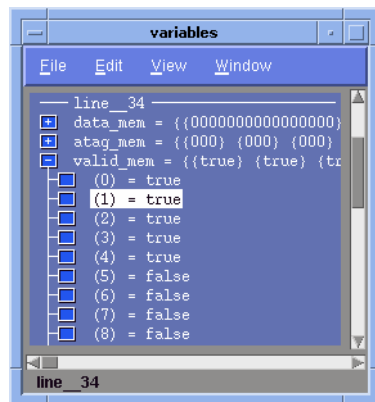 variables
File Edit View Window
line__34
data_mem = {{0000000000000000}
atag_mem = {{000} {000} {000}
valid_mem = {{true} {true} {tr
(0) = true
(1) = true
(2) = true
(3) = true
(4) = true
(5) = false
(6) = false
(7) = false
(8) = false
line__34